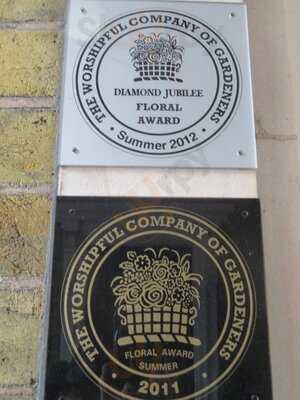 THE WORSHIPFUL COMPANY OF GARDENERS
DIAMOND JUBILEE
FLORAL
AWARD
• Summer 2012 •
THE WORSHIPFUL COMPANY OF GARDENERS
FLORAL AWARD
SUMMER
• 2011 •